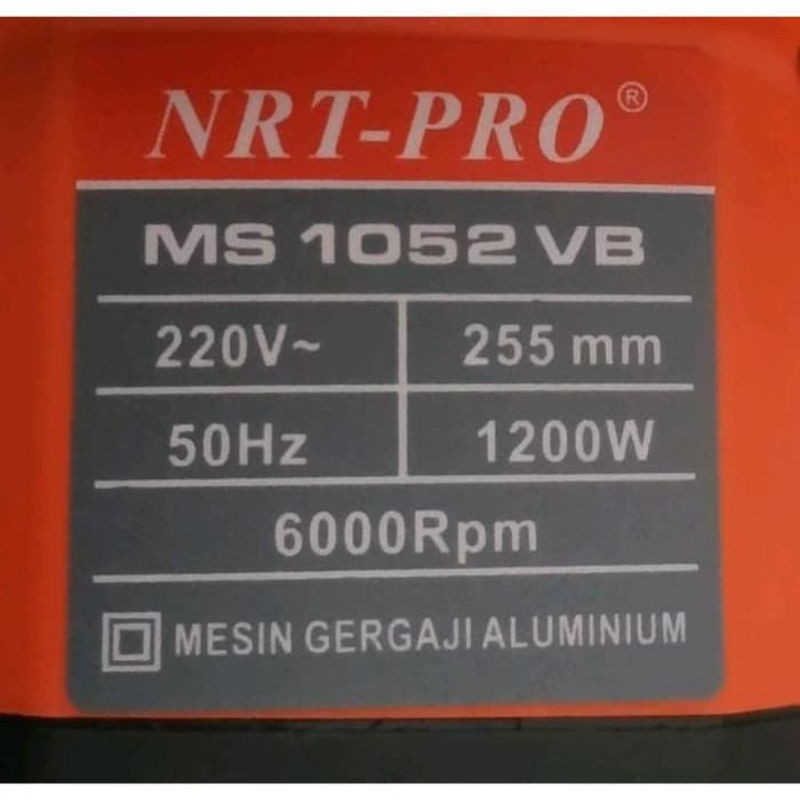 NRT-PRO®
MS 1052 VB
220V~ 255 mm
50Hz 1200W
6000Rpm
MESIN GERGAJI ALUMINIUM